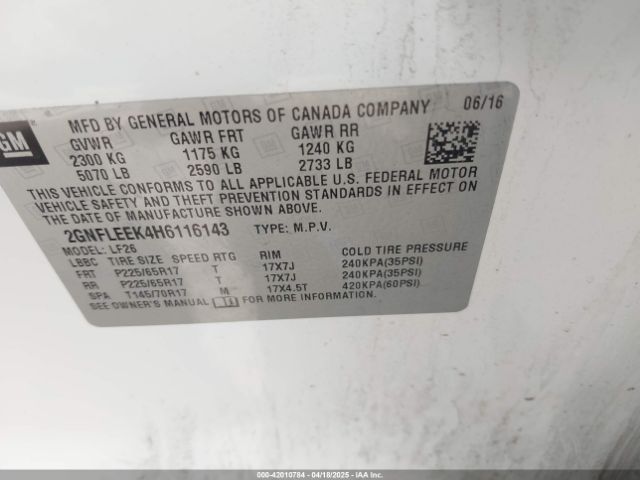 GM
MFD BY GENERAL MOTORS OF CANADA COMPANY 06/16
GVWR GAWR FRT GAWR RR
2300 KG 1175 KG 1240 KG
5070 LB 2590 LB 2733 LB
THIS VEHICLE CONFORMS TO ALL APPLICABLE U.S. FEDERAL MOTOR
VEHICLE SAFETY AND THEFT PREVENTION STANDARDS IN EFFECT ON
THE DATE OF MANUFACTURE SHOWN ABOVE.
2GNFLEEK4H6116143 TYPE: M.P.V.
MODEL: LF26
LBBC TIRE SIZE SPEED RTG RIM COLD TIRE PRESSURE
FRT P225/65R17 T 17X7J 240KPA(35PSI)
RR P225/65R17 T 17X7J 240KPA(35PSI)
SPA T145/70R17 M 17X4.5T 420KPA(60PSI)
SEE OWNER'S MANUAL FOR MORE INFORMATION.
000-42010784 - 04/18/2025 - IAAI.COM